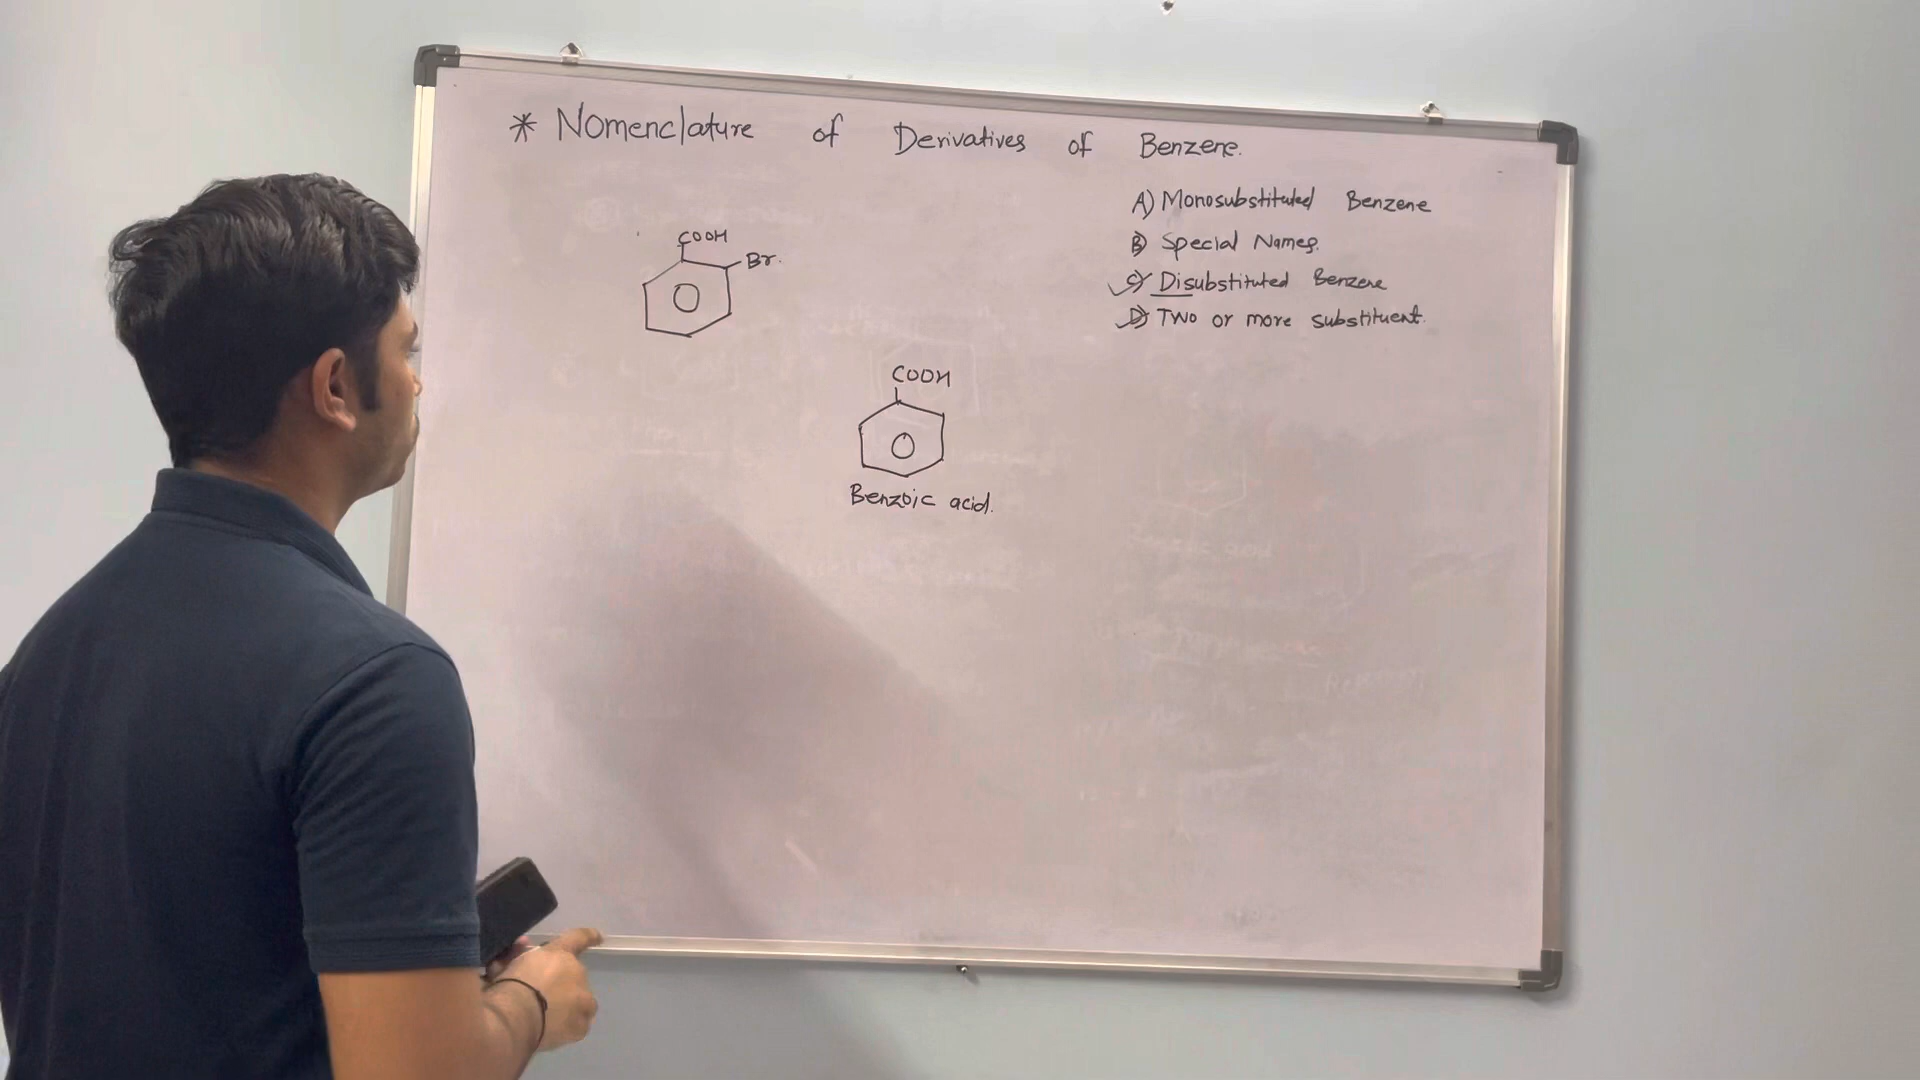 * Nomenclature of Derivatives of Benzene.
A) Monosubstituted Benzene
B) Special Names.
C) Disubstituted Benzene
D) Two or more substituent.
COOH
Br.
COOH
Benzoic acid.